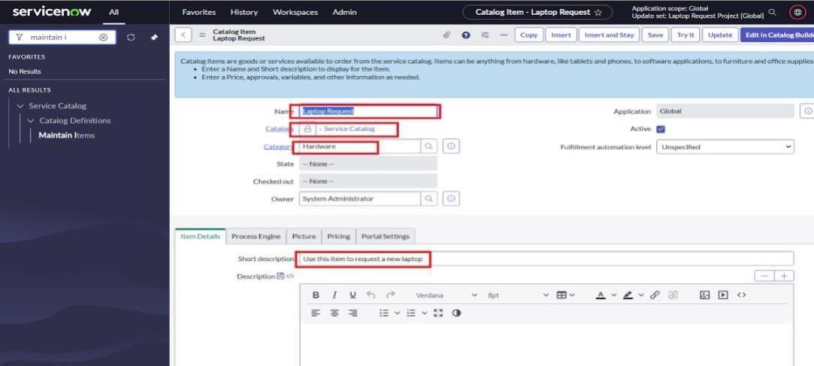 servicenow All Favorites History Workspaces Admin Catalog Item - Laptop Request Application scope: Global
Update set: Laptop Request Project [Global]
maintain i
FAVORITES
No Results
ALL RESULTS
Service Catalog
Catalog Definitions
Maintain Items
Catalog Item
Laptop Request
Copy Insert Insert and Stay Save Try It Update Edit in Catalog Builde
Catalog items are goods or services available to order from the service catalog. Items can be anything from hardware, like tablets and phones, to software applications, to furniture and office supplies
• Enter a Name and Short description to display for the item.
• Enter a Price, approvals, variables, and other information as needed.
Name Laptop Request Application Global
Catalogs Service Catalog Active
Category Hardware Fulfillment automation level Unspecified
State -- None --
Checked out -- None --
Owner System Administrator
Item Details Process Engine Picture Pricing Portal Settings
Short description Use this item to request a new laptop
Description
B I U Verdana 8pt A